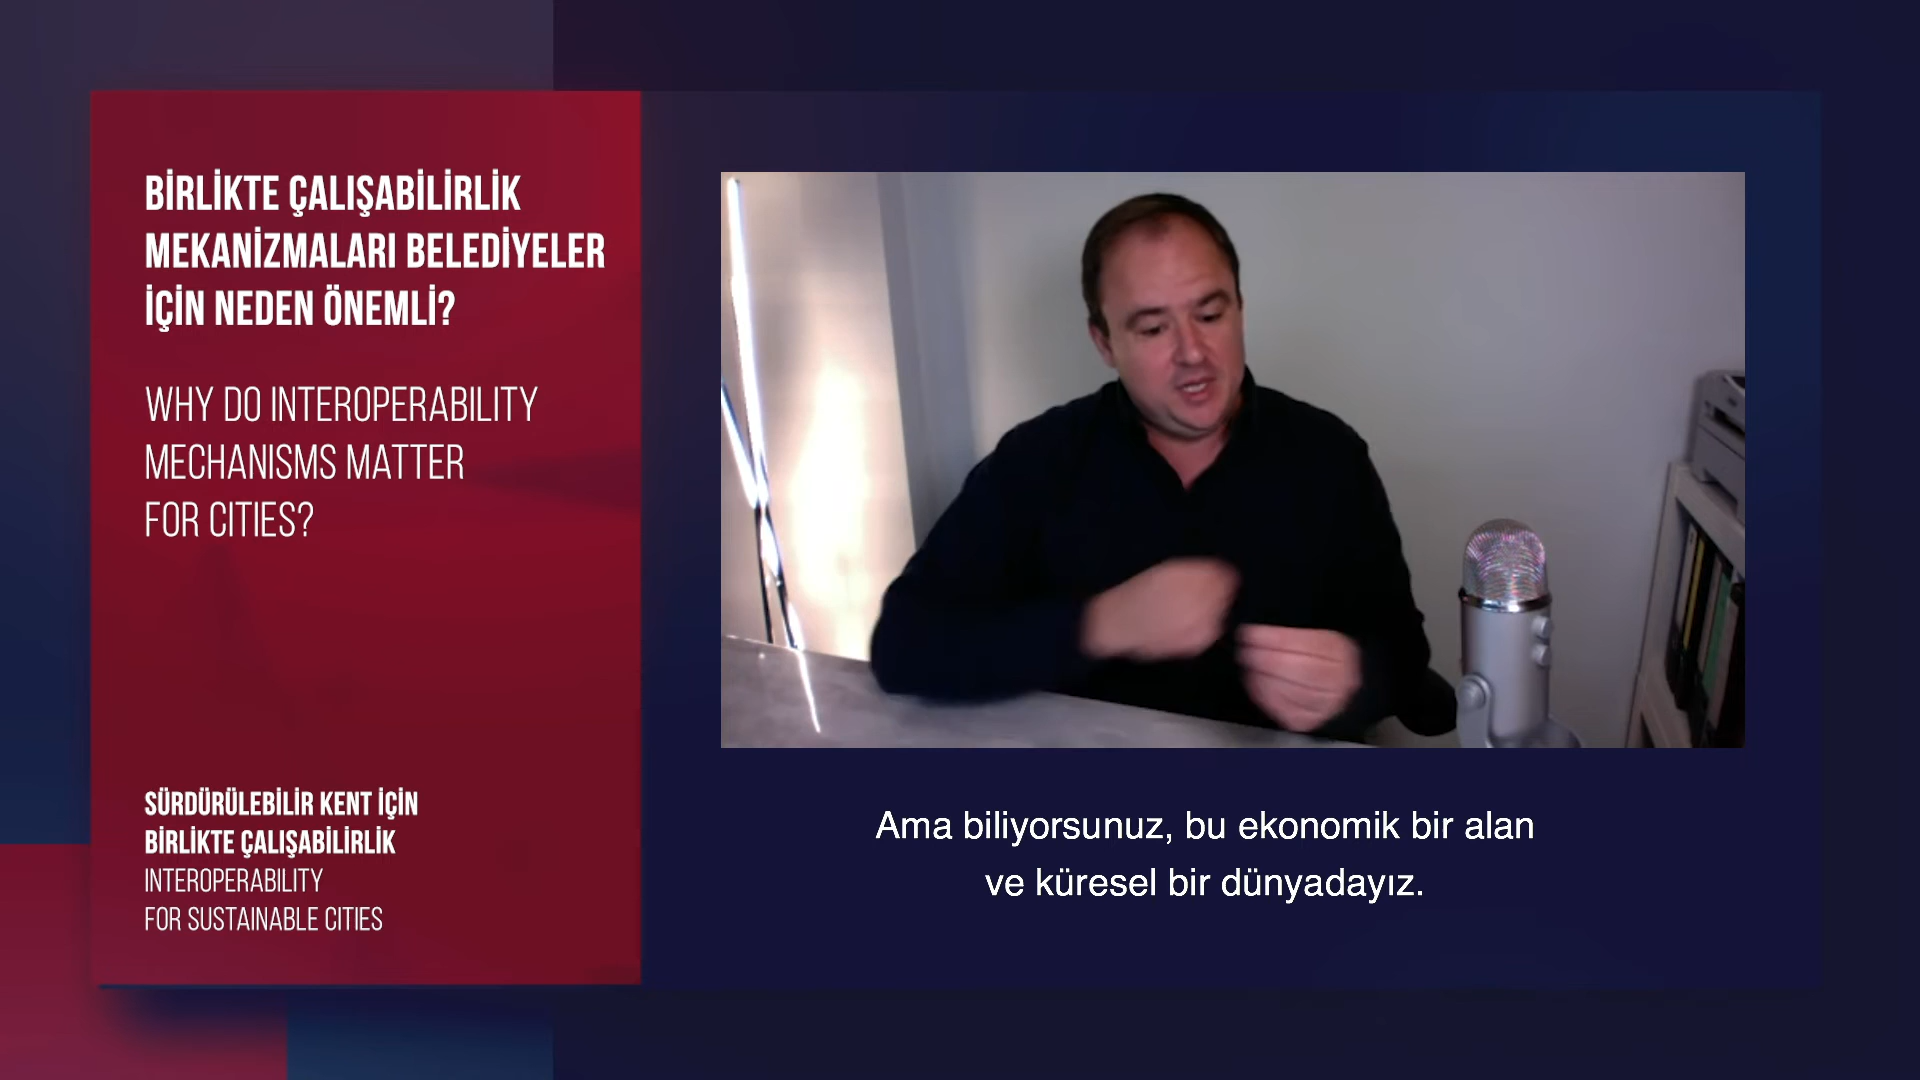 BİRLİKTE ÇALIŞABİLİRLİK
MEKANİZMALARI BELEDİYELER
İÇİN NEDEN ÖNEMLİ?
WHY DO INTEROPERABILITY
MECHANISMS MATTER
FOR CITIES?
SÜRDÜRÜLEBİLİR KENT İÇİN
BİRLİKTE ÇALIŞABİLİRLİK
INTEROPERABILITY
FOR SUSTAINABLE CITIES
Ama biliyorsunuz, bu ekonomik bir alan
ve küresel bir dünyadayız.